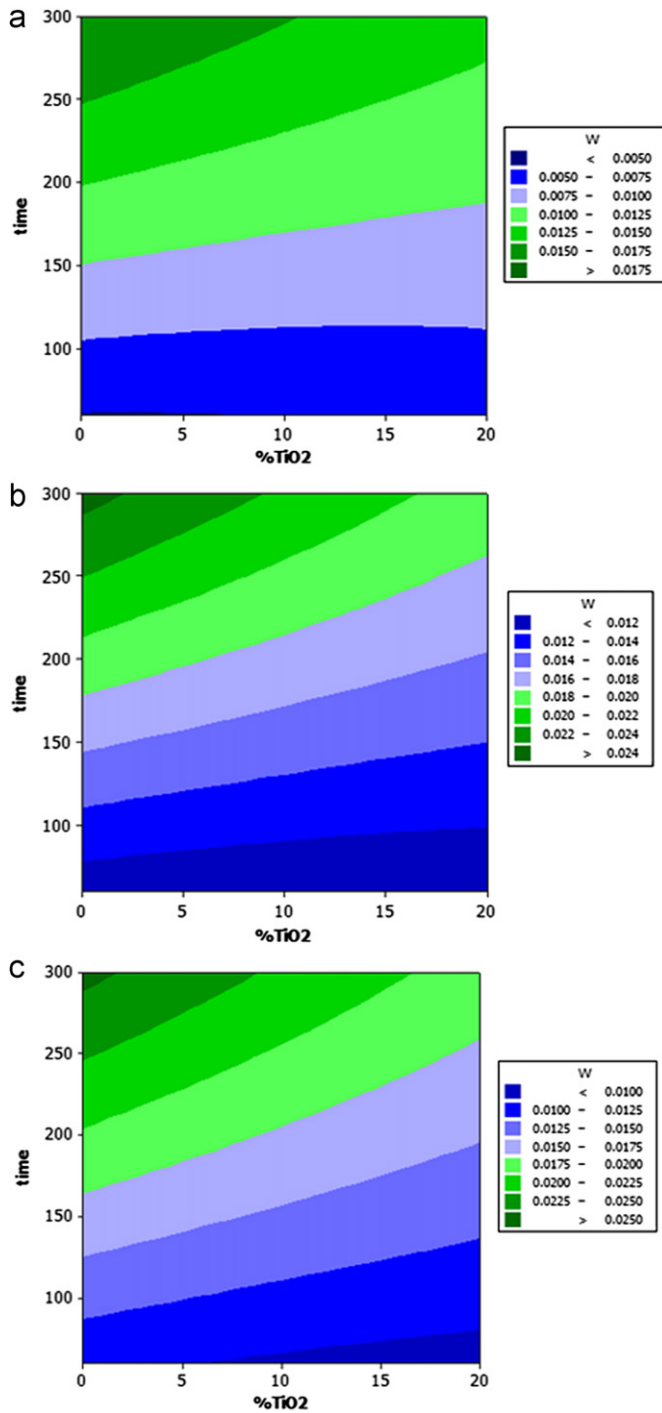 a
300
250
200
150
100
time
0 5 10 15 20
%TiO2
W
< 0.0050
0.0050 – 0.0075
0.0075 – 0.0100
0.0100 – 0.0125
0.0125 – 0.0150
0.0150 – 0.0175
> 0.0175
b
300
250
200
150
100
time
0 5 10 15 20
%TiO2
W
< 0.012
0.012 – 0.014
0.014 – 0.016
0.016 – 0.018
0.018 – 0.020
0.020 – 0.022
0.022 – 0.024
> 0.024
c
300
250
200
150
100
time
0 5 10 15 20
%TiO2
W
< 0.0100
0.0100 – 0.0125
0.0125 – 0.0150
0.0150 – 0.0175
0.0175 – 0.0200
0.0200 – 0.0225
0.0225 – 0.0250
> 0.0250